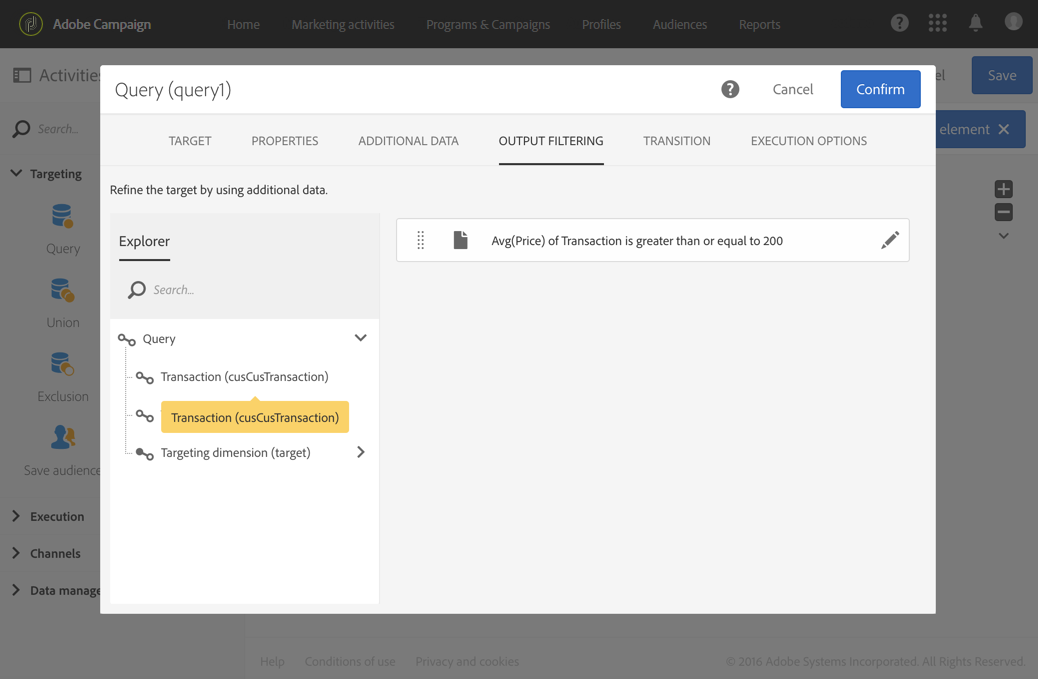 Adobe Campaign
Home
Marketing activities
Programs & Campaigns
Profiles
Audiences
Reports
Activities
el
Save
Query (query1)
Cancel
Confirm
Search...
element
TARGET
PROPERTIES
ADDITIONAL DATA
OUTPUT FILTERING
TRANSITION
EXECUTION OPTIONS
Targeting
Refine the target by using additional data.
Query
Explorer
Avg(Price) of Transaction is greater than or equal to 200
Search...
Union
Query
Transaction (cusCusTransaction)
Exclusion
Transaction (cusCusTransaction)
Targeting dimension (target)
Save audience
Execution
Channels
Data manage
Help
Conditions of use
Privacy and cookies
© 2016 Adobe Systems Incorporated. All Rights Reserved.